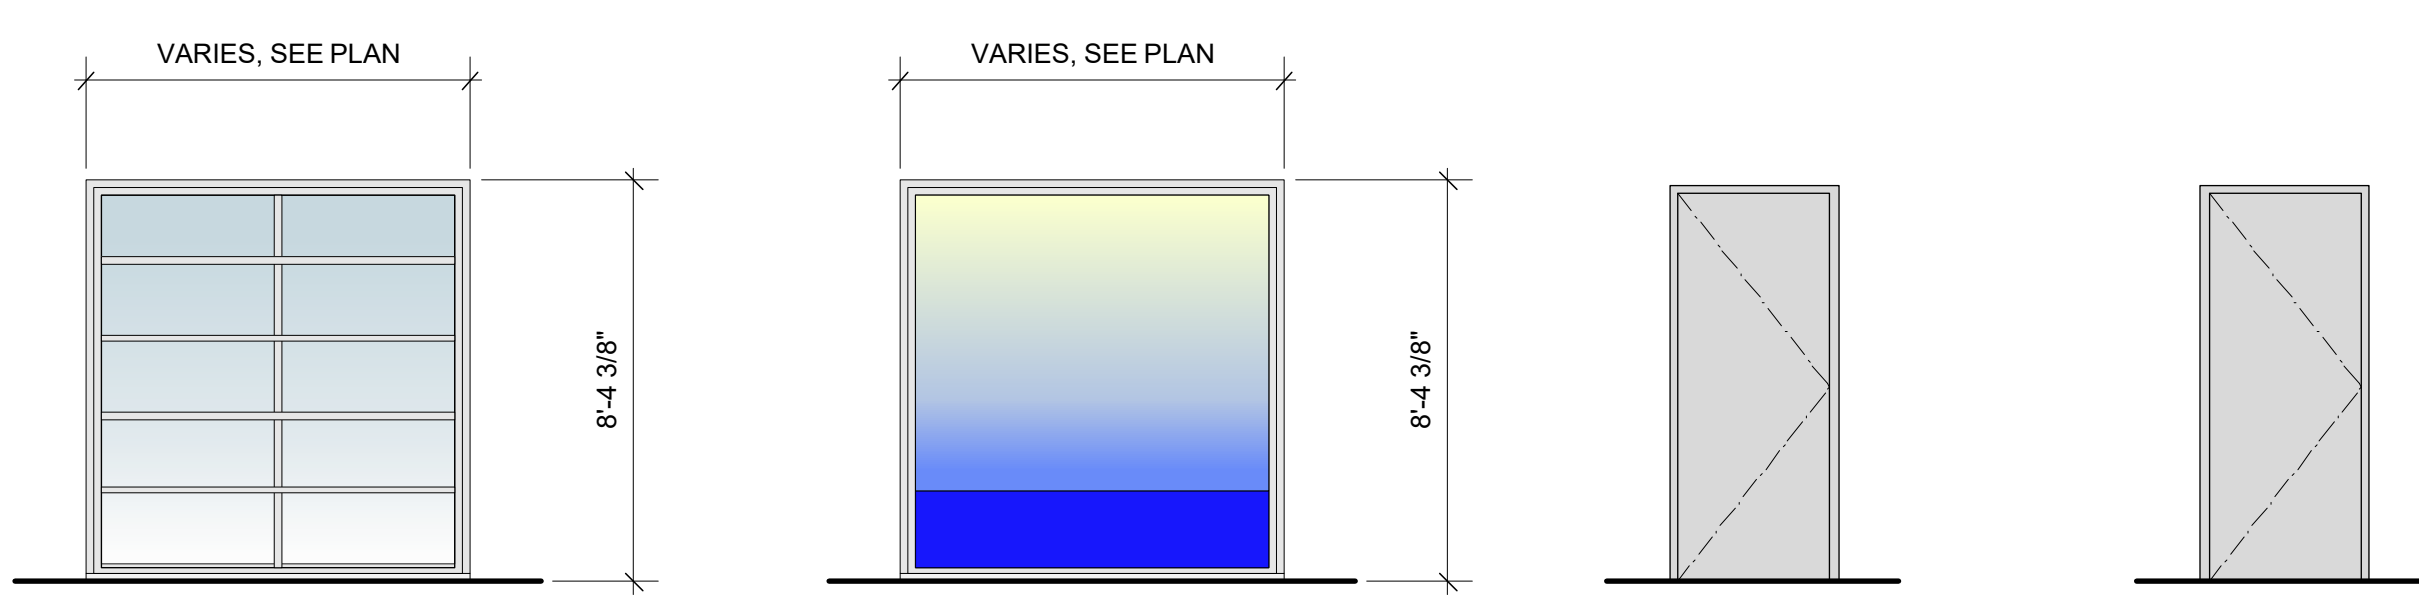 VARIES, SEE PLAN
VARIES, SEE PLAN
8'-4 3/8"
8'-4 3/8"